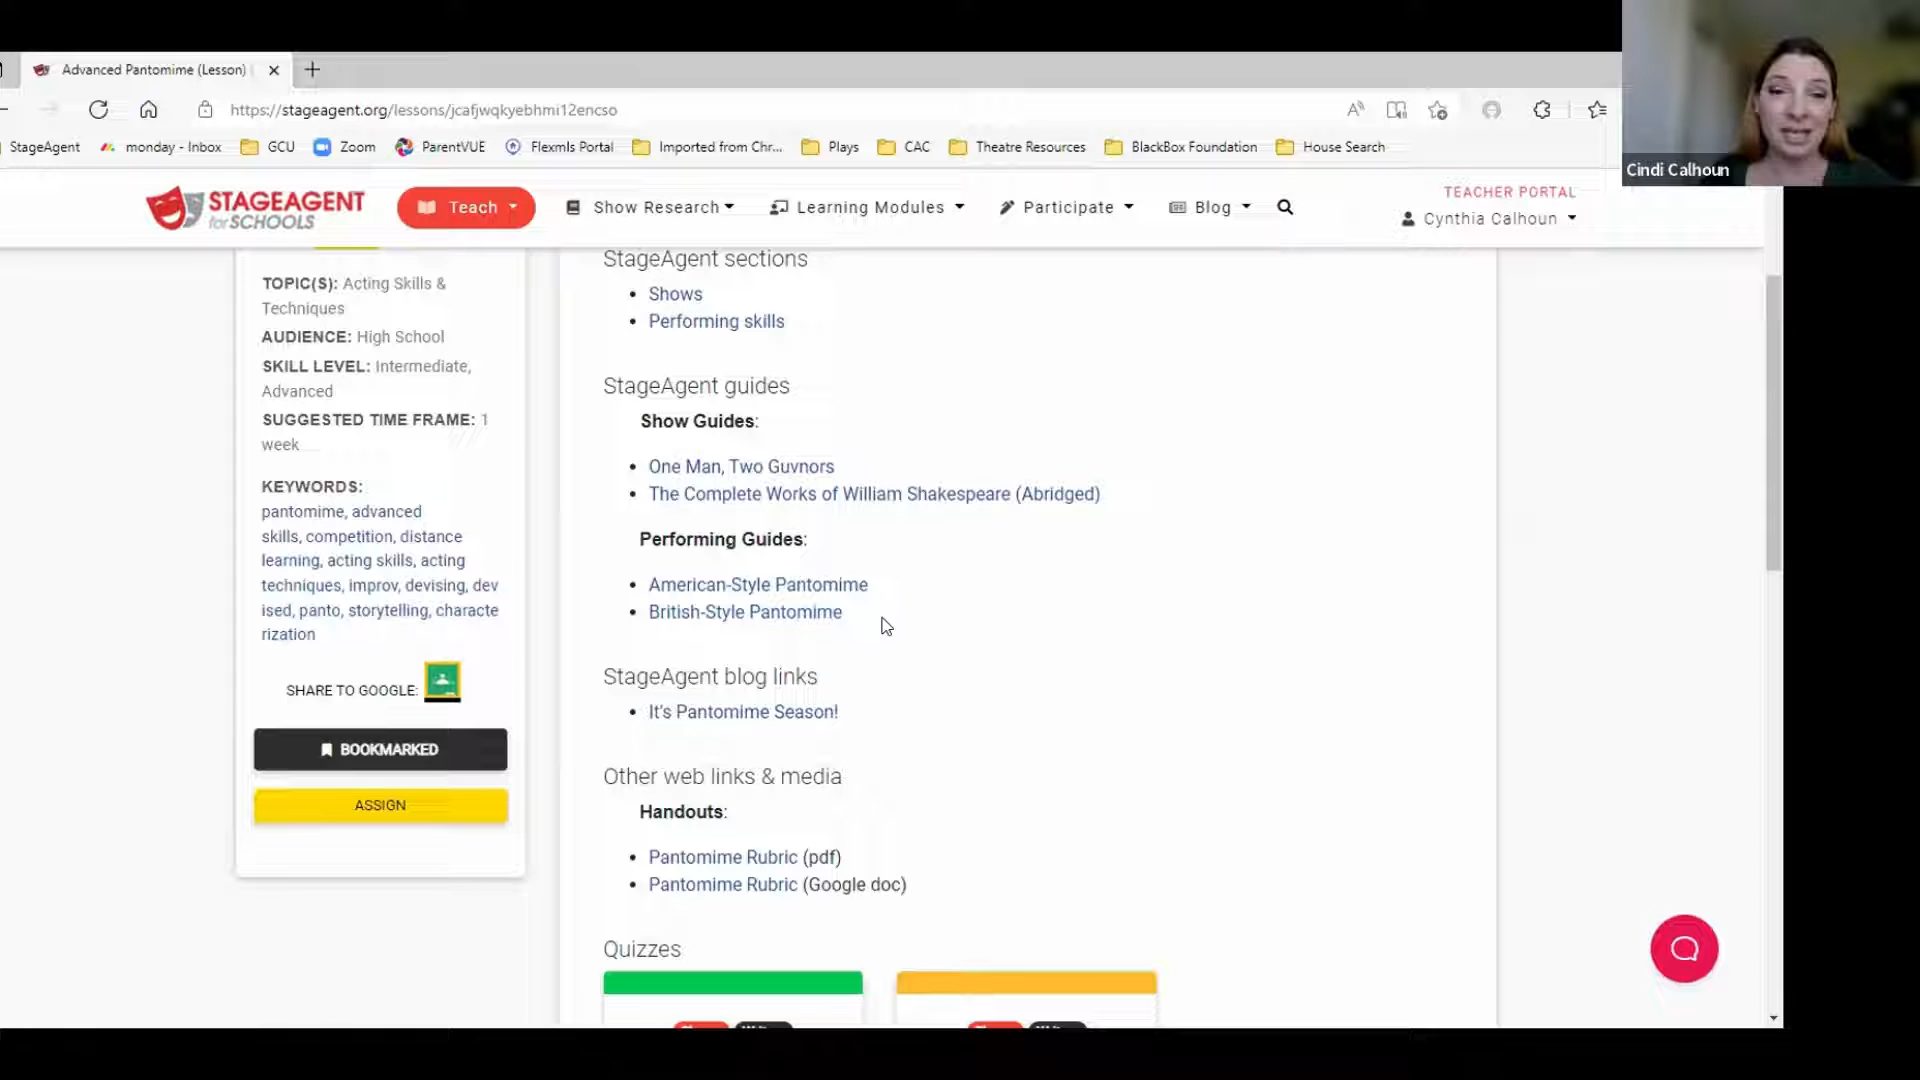 Advanced Pantomime (Lesson)
https://stageagent.org/lessons/jcafjwqkyebhmi12encso
StageAgent
monday - Inbox
GCU
Zoom
ParentVUE
Flexmls Portal
Imported from Chr...
Plays
CAC
Theatre Resources
BlackBox Foundation
House Search
Cindi Calhoun
STAGEAGENT
for SCHOOLS
Teach
Show Research
Learning Modules
Participate
Blog
TEACHER PORTAL
Cynthia Calhoun
TOPIC(S): Acting Skills &
Techniques
AUDIENCE: High School
SKILL LEVEL: Intermediate,
Advanced
SUGGESTED TIME FRAME: 1
week
KEYWORDS:
pantomime, advanced
skills, competition, distance
learning, acting skills, acting
techniques, improv, devising, dev
ised, panto, storytelling, characte
rization
SHARE TO GOOGLE:
BOOKMARKED
ASSIGN
StageAgent sections
Shows
Performing skills
StageAgent guides
Show Guides:
One Man, Two Guvnors
The Complete Works of William Shakespeare (Abridged)
Performing Guides:
American-Style Pantomime
British-Style Pantomime
StageAgent blog links
It's Pantomime Season!
Other web links & media
Handouts:
Pantomime Rubric (pdf)
Pantomime Rubric (Google doc)
Quizzes